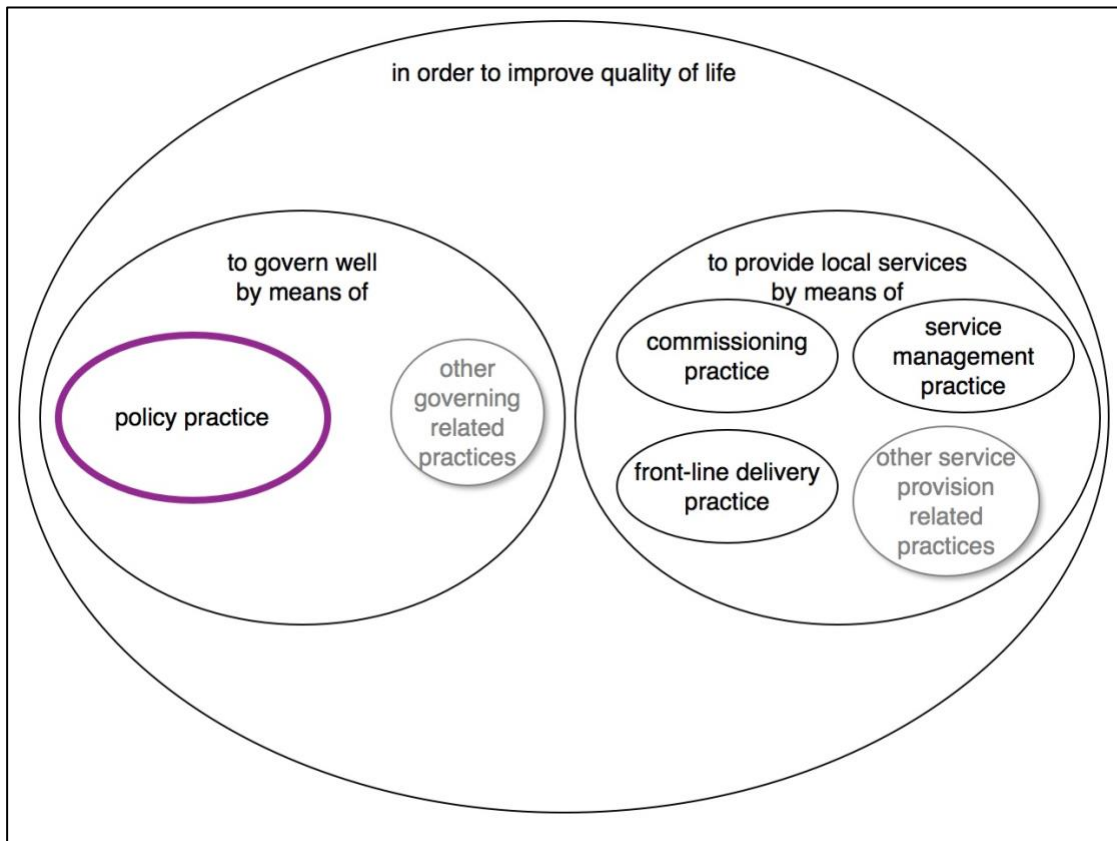 in order to improve quality of life
to govern well
by means of
policy practice
other
governing
related
practices
to provide local services
by means of
commissioning
practice
service
management
practice
front-line delivery
practice
other service
provision
related
practices